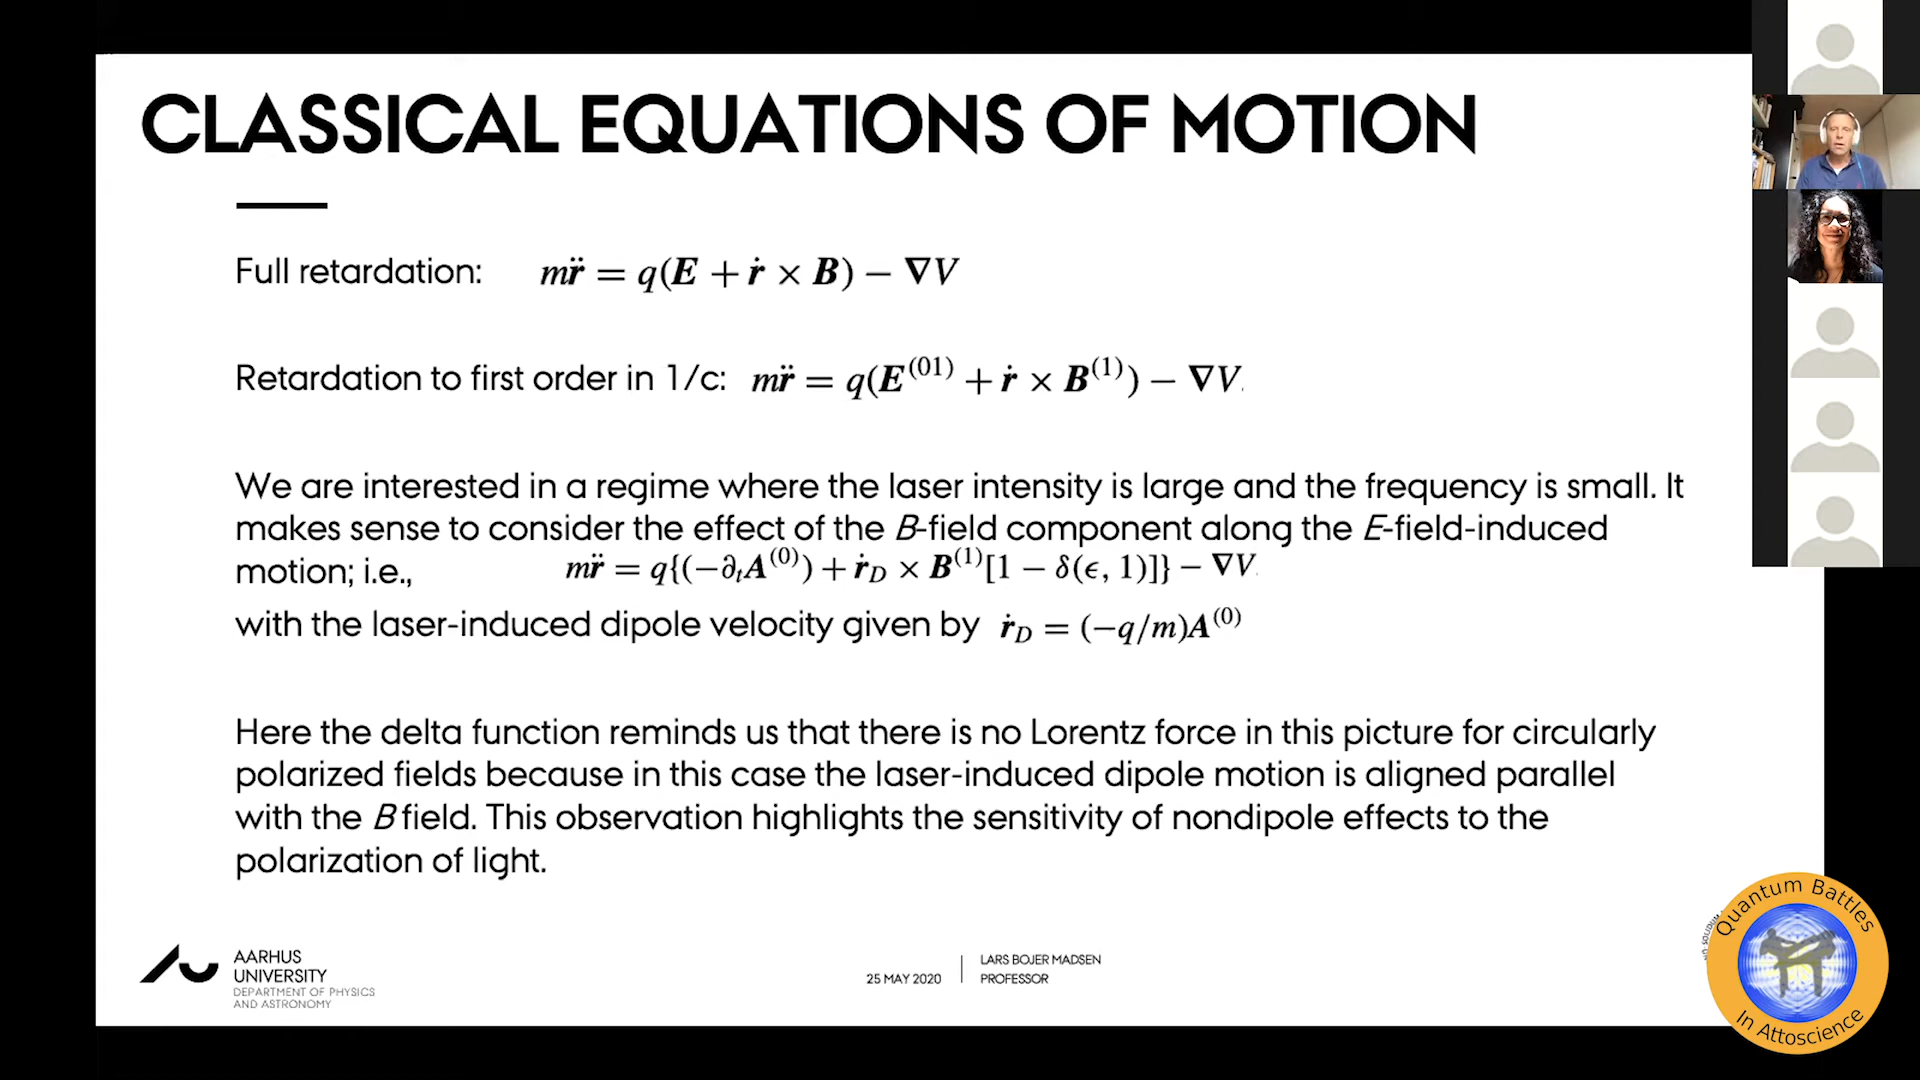 CLASSICAL EQUATIONS OF MOTION
Full retardation: mr̈ = q(E + ṙ × B) − ∇V
Retardation to first order in 1/c: mr̈ = q(E⁽⁰¹⁾ + ṙ × B⁽¹⁾) − ∇V.
We are interested in a regime where the laser intensity is large and the frequency is small. It
makes sense to consider the effect of the B-field component along the E-field-induced
motion; i.e., mr̈ = q{(−∂ₜA⁽⁰⁾) + ṙ_D × B⁽¹⁾[1 − δ(ϵ, 1)]} − ∇V
with the laser-induced dipole velocity given by ṙ_D = (−q/m)A⁽⁰⁾
Here the delta function reminds us that there is no Lorentz force in this picture for circularly
polarized fields because in this case the laser-induced dipole motion is aligned parallel
with the B field. This observation highlights the sensitivity of nondipole effects to the
polarization of light.
AARHUS
UNIVERSITY
DEPARTMENT OF PHYSICS
AND ASTRONOMY
25 MAY 2020
LARS BOJER MADSEN
PROFESSOR
Quantum Battles
In Attoscience